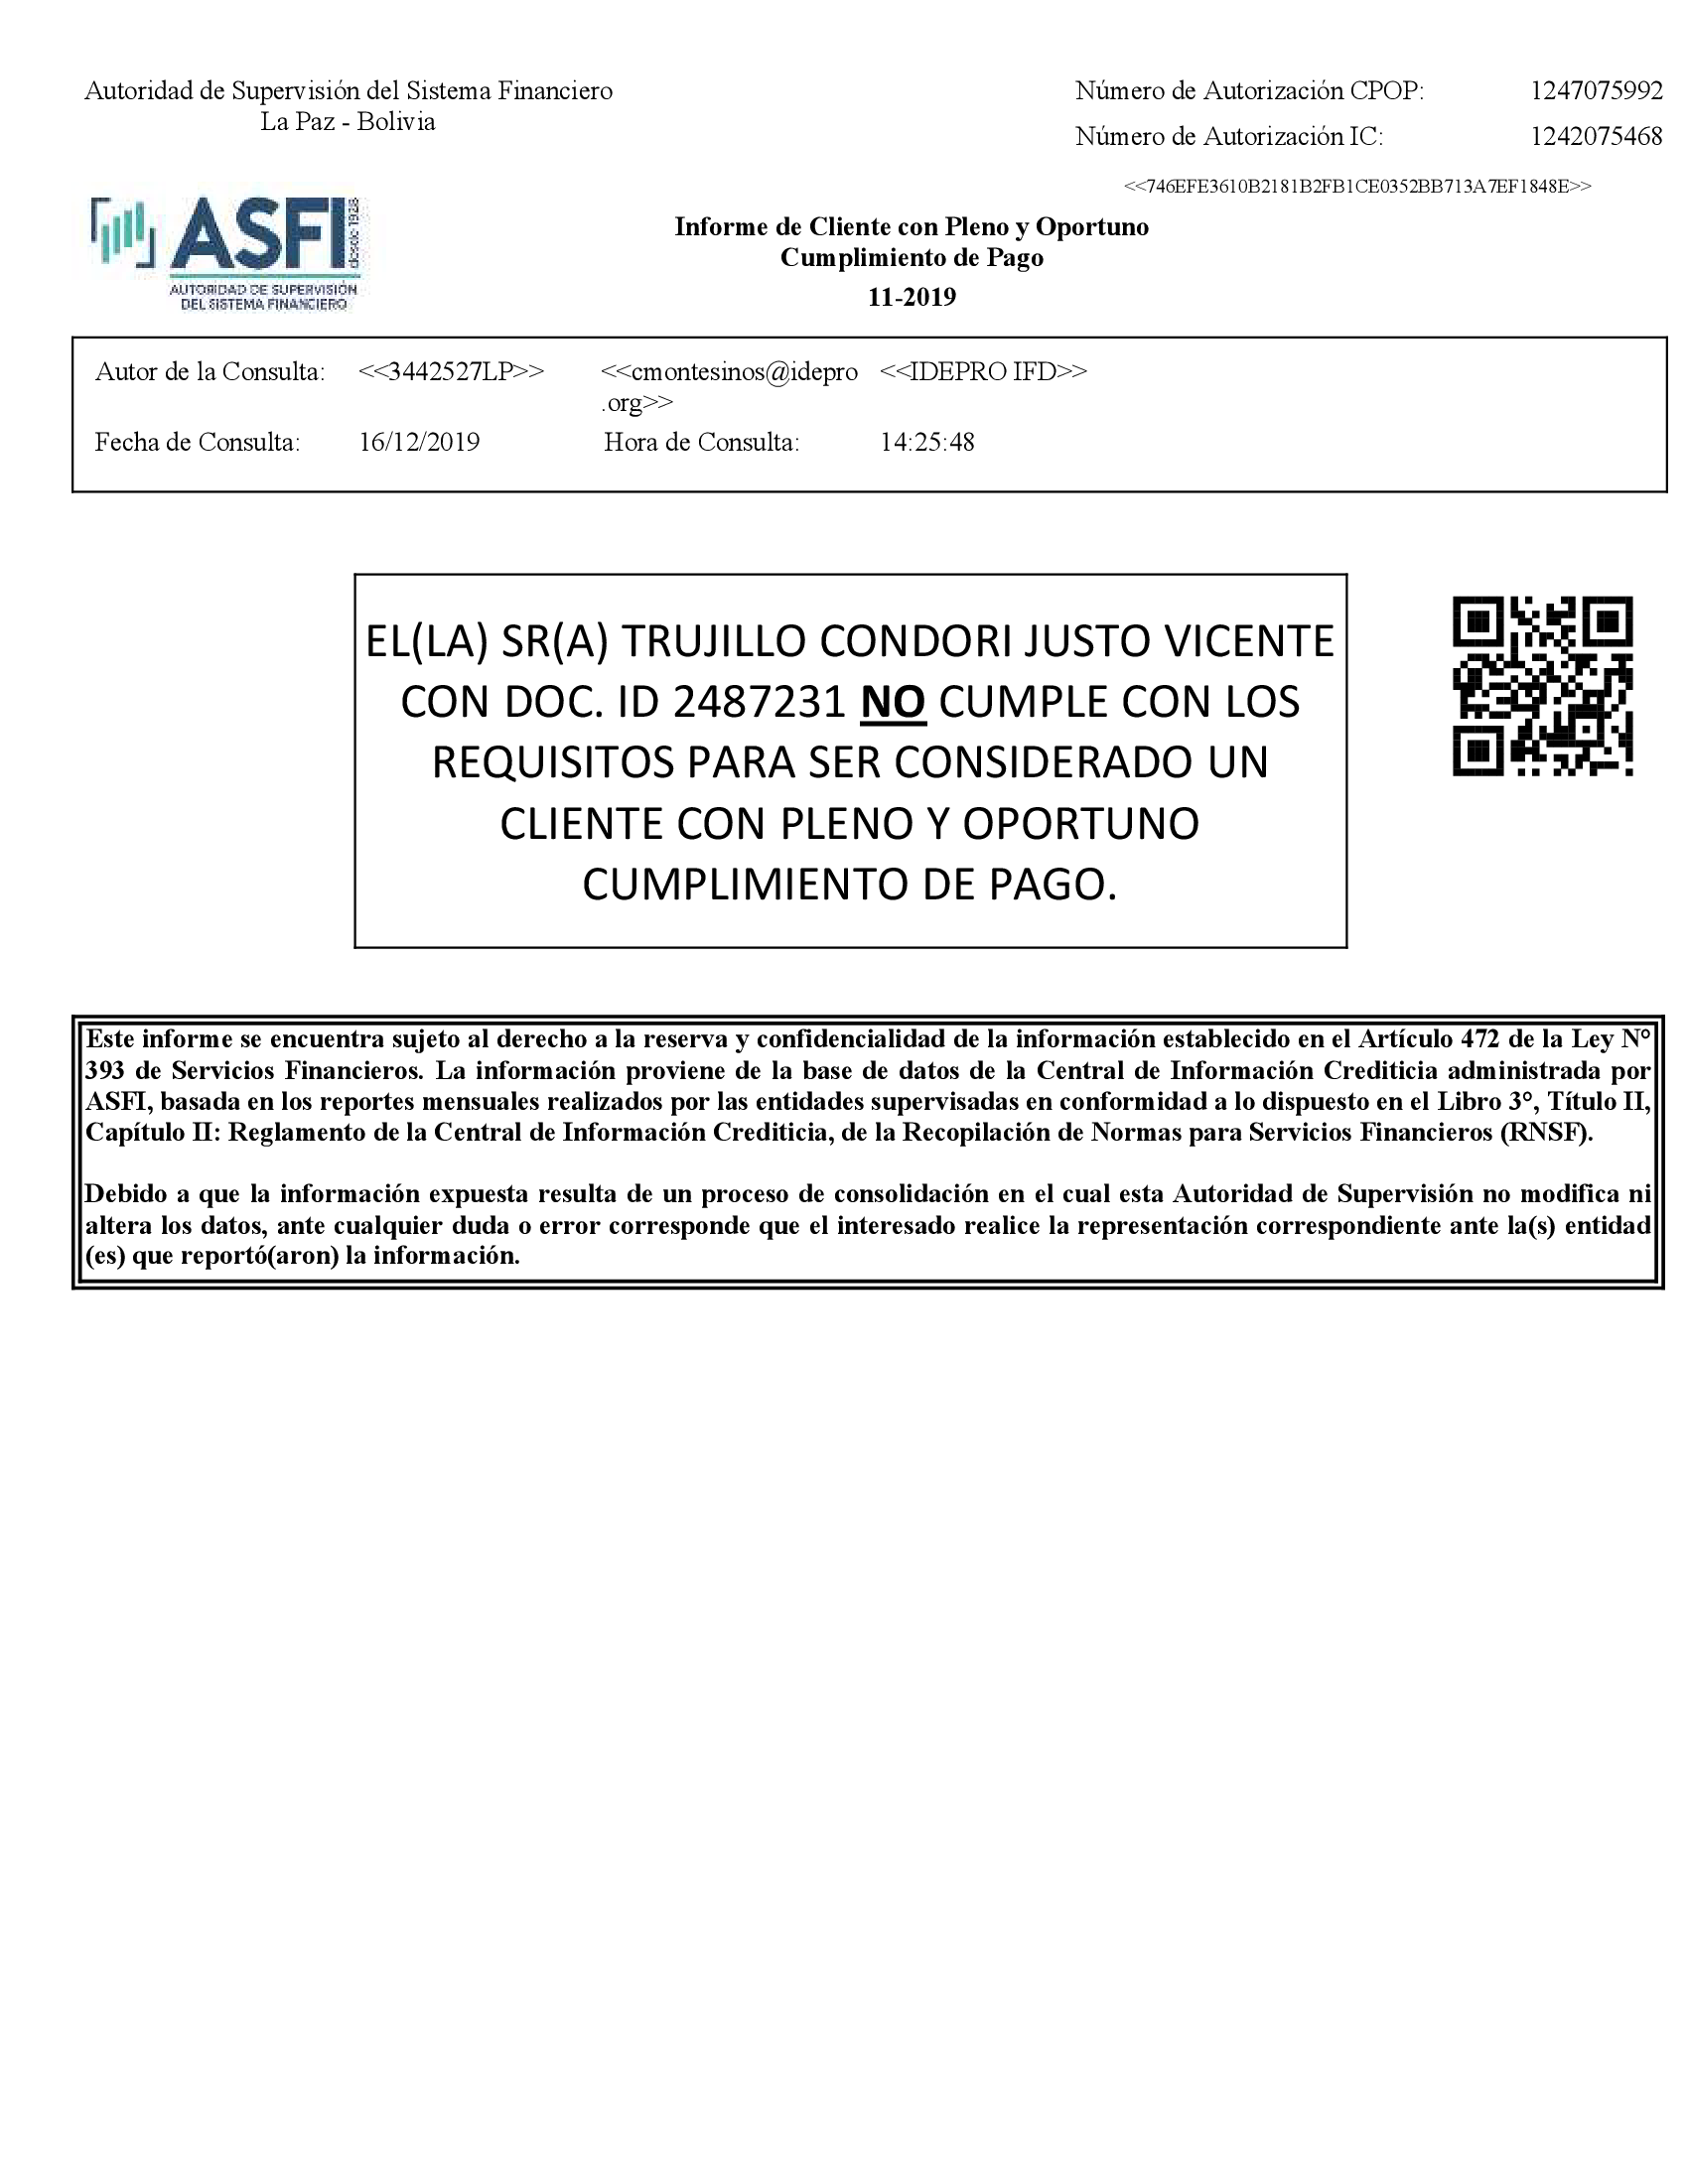 Autoridad de Supervisión del Sistema Financiero
La Paz - Bolivia
Número de Autorización CPOP: 1247075992
Número de Autorización IC: 1242075468
<<746EFE3610B2181B2FB1CE0352BB713A7EF1848E>>
ASFI
desde 1928
AUTORIDAD DE SUPERVISIÓN
DEL SISTEMA FINANCIERO
Informe de Cliente con Pleno y Oportuno
Cumplimiento de Pago
11-2019
Autor de la Consulta: <<3442527LP>> <<cmontesinos@idepro <<IDEPRO IFD>>
.org>>
Fecha de Consulta: 16/12/2019 Hora de Consulta: 14:25:48
EL(LA) SR(A) TRUJILLO CONDORI JUSTO VICENTE
CON DOC. ID 2487231 NO CUMPLE CON LOS
REQUISITOS PARA SER CONSIDERADO UN
CLIENTE CON PLENO Y OPORTUNO
CUMPLIMIENTO DE PAGO.
Este informe se encuentra sujeto al derecho a la reserva y confidencialidad de la información establecido en el Artículo 472 de la Ley N°
393 de Servicios Financieros. La información proviene de la base de datos de la Central de Información Crediticia administrada por
ASFI, basada en los reportes mensuales realizados por las entidades supervisadas en conformidad a lo dispuesto en el Libro 3°, Título II,
Capítulo II: Reglamento de la Central de Información Crediticia, de la Recopilación de Normas para Servicios Financieros (RNSF).
Debido a que la información expuesta resulta de un proceso de consolidación en el cual esta Autoridad de Supervisión no modifica ni
altera los datos, ante cualquier duda o error corresponde que el interesado realice la representación correspondiente ante la(s) entidad
(es) que reportó(aron) la información.